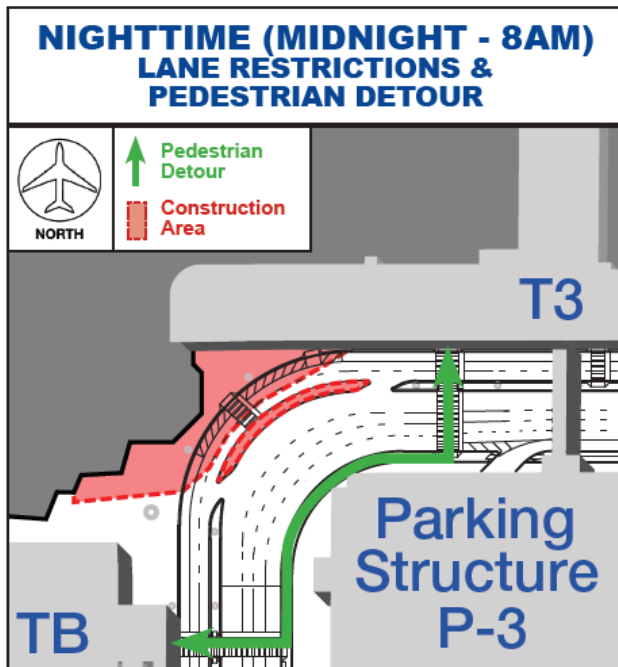 NIGHTTIME (MIDNIGHT - 8AM)
LANE RESTRICTIONS &
PEDESTRIAN DETOUR
NORTH
Pedestrian
Detour
Construction
Area
T3
Parking
Structure
P-3
TB